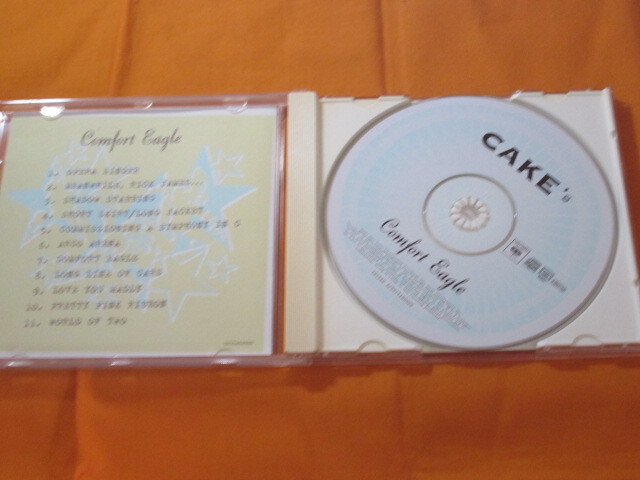 Comfort Eagle
1. OPERA SINGER
2. MEANWHILE, RICK JAMES...
3. SHADOW STABBING
4. SHORT SKIRT/LONG JACKET
5. COMMISSIONING A SYMPHONY IN C
6. ARCO ARENA
7. COMFORT EAGLE
8. LONG LINE OF CARS
9. LOVE YOU MADLY
10. PRETTY PINK RIBBON
11. WORLD OF TWO
CAKE's
Comfort Eagle